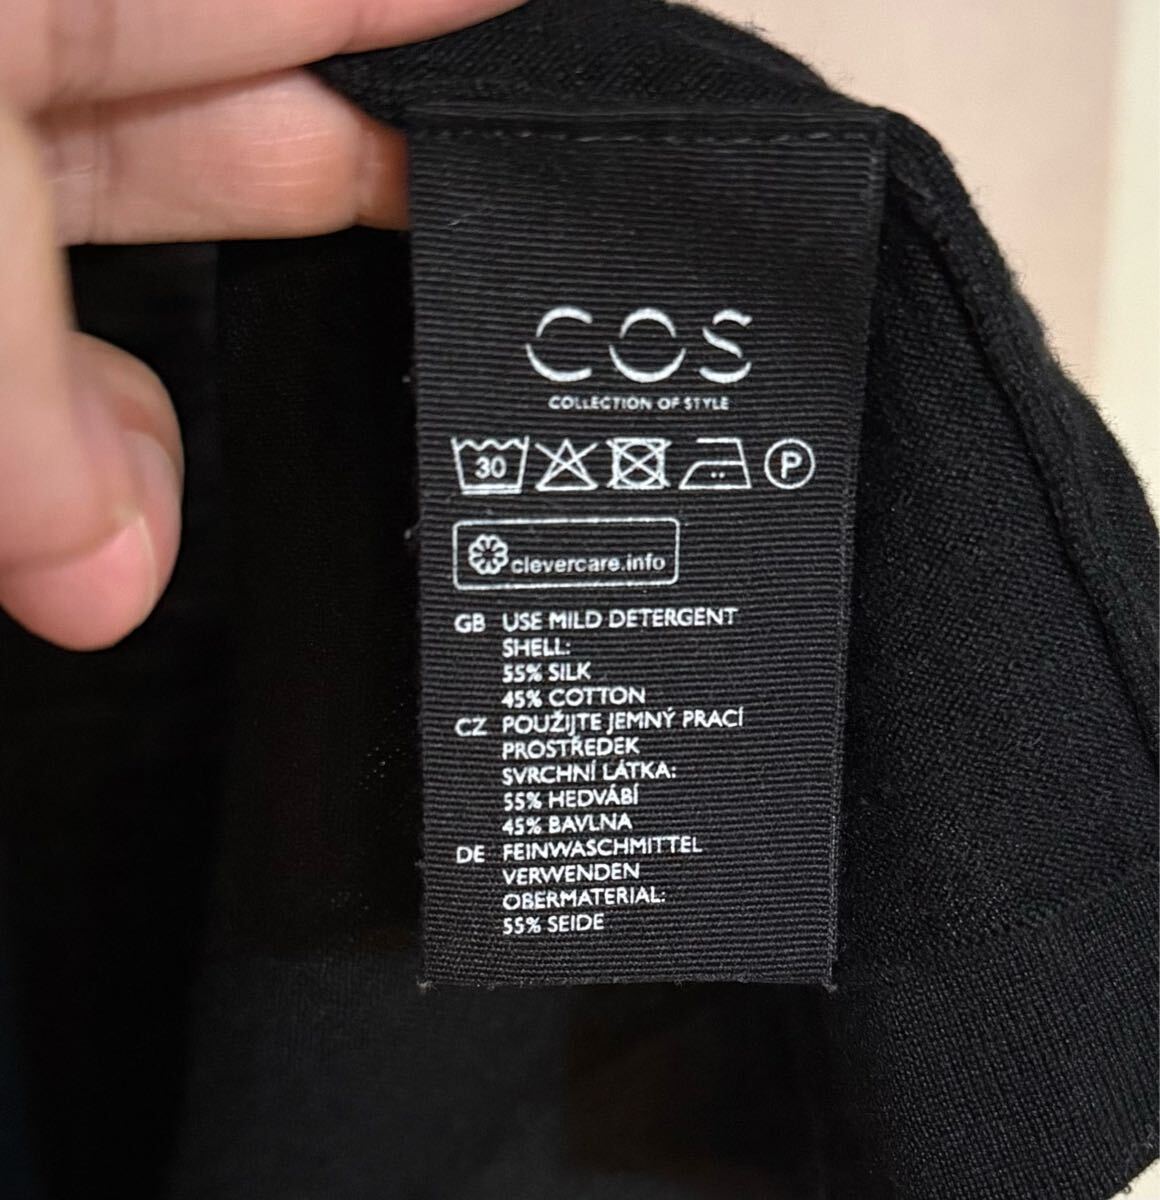 COS
COLLECTION OF STYLE
30 P
clevercare.info
GB USE MILD DETERGENT
SHELL:
55% SILK
45% COTTON
CZ POUŽIJTE JEMNÝ PRACÍ
PROSTŘEDEK
SVRCHNÍ LÁTKA:
55% HEDVÁBÍ
45% BAVLNA
DE FEINWASCHMITTEL
VERWENDEN
OBERMATERIAL:
55% SEIDE